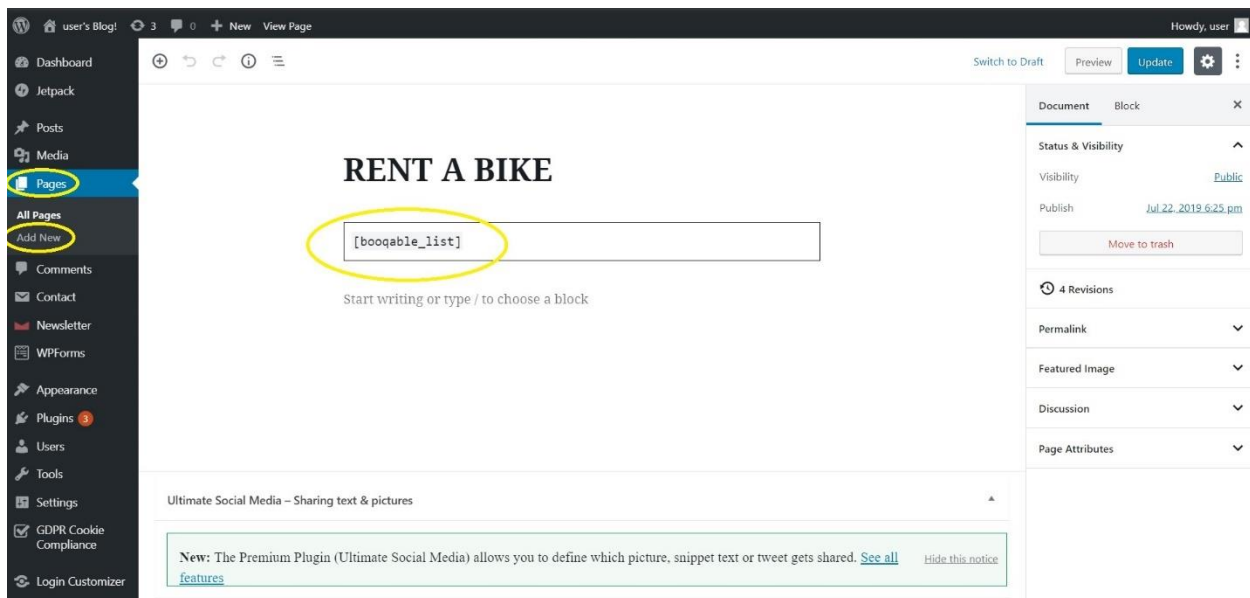 user's Blog! 3 0 + New View Page Howdy, user
Dashboard
Jetpack
Posts
Media
Pages
All Pages
Add New
Comments
Contact
Newsletter
WPForms
Appearance
Plugins 3
Users
Tools
Settings
GDPR Cookie
Compliance
Login Customizer
Switch to Draft Preview Update
RENT A BIKE
[booqable_list]
Start writing or type / to choose a block
Ultimate Social Media – Sharing text & pictures
New: The Premium Plugin (Ultimate Social Media) allows you to define which picture, snippet text or tweet gets shared. See all
features
Hide this notice
Document Block
Status & Visibility
Visibility Public
Publish Jul 22, 2019 6:25 pm
Move to trash
4 Revisions
Permalink
Featured Image
Discussion
Page Attributes